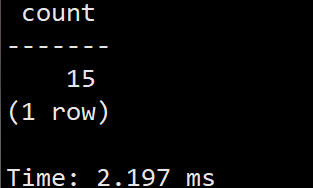 count
-------
15
(1 row)
Time: 2.197 ms